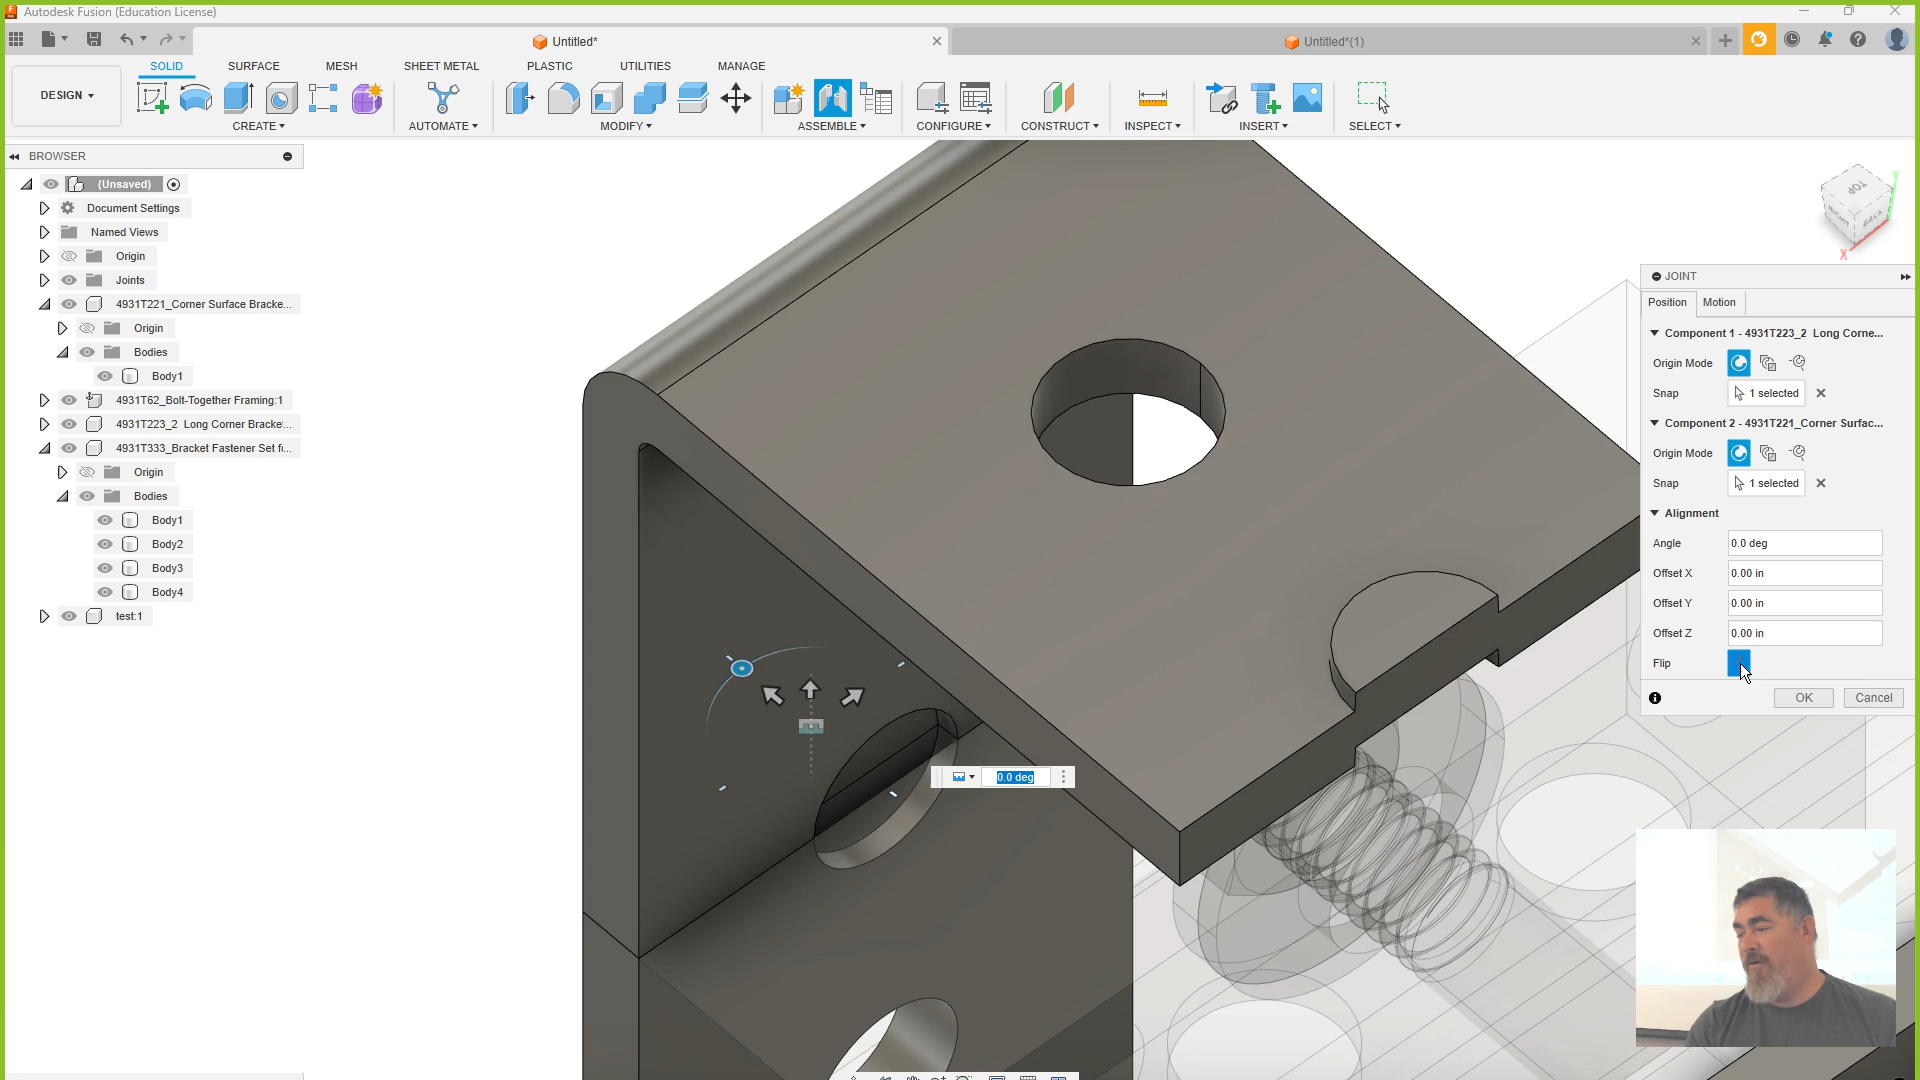 Autodesk Fusion (Education License)
Untitled*
Untitled*(1)
DESIGN
SOLID
SURFACE
MESH
SHEET METAL
PLASTIC
UTILITIES
MANAGE
CREATE
AUTOMATE
MODIFY
ASSEMBLE
CONFIGURE
CONSTRUCT
INSPECT
INSERT
SELECT
BROWSER
(Unsaved)
Document Settings
Named Views
Origin
Joints
4931T221_Corner Surface Bracke...
Origin
Bodies
Body1
4931T62_Bolt-Together Framing:1
4931T223_2 Long Corner Bracke...
4931T333_Bracket Fastener Set f...
Origin
Bodies
Body1
Body2
Body3
Body4
test:1
TOP
RIGHT
BACK
X
Y
JOINT
Position
Motion
Component 1 - 4931T223_2 Long Corne...
Origin Mode
Snap
1 selected
Component 2 - 4931T221_Corner Surfac...
Origin Mode
Snap
1 selected
Alignment
Angle
0.0 deg
Offset X
0.00 in
Offset Y
0.00 in
Offset Z
0.00 in
Flip
OK
Cancel
0.0 deg